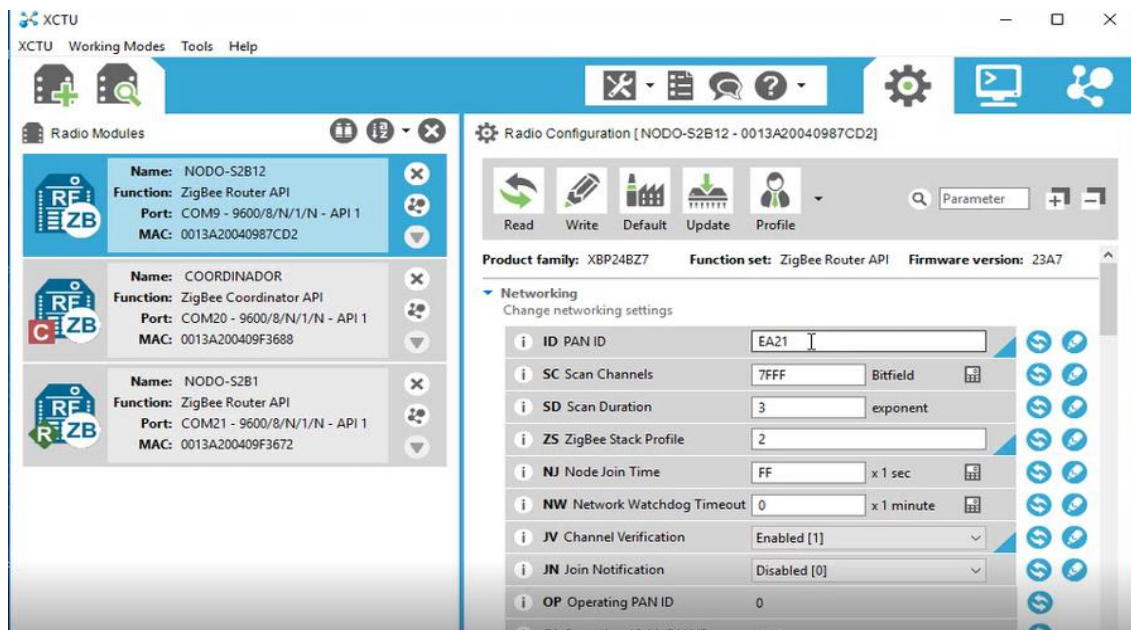 XCTU
XCTU Working Modes Tools Help
Radio Modules
Name: NODO-S2B12
Function: ZigBee Router API
Port: COM9 - 9600/8/N/1/N - API 1
MAC: 0013A20040987CD2
RF
ZB
Name: COORDINADOR
Function: ZigBee Coordinator API
Port: COM20 - 9600/8/N/1/N - API 1
MAC: 0013A200409F3688
RF
C ZB
Name: NODO-S2B1
Function: ZigBee Router API
Port: COM21 - 9600/8/N/1/N - API 1
MAC: 0013A200409F3672
RF
R ZB
Radio Configuration [ NODO-S2B12 - 0013A20040987CD2]
Read Write Default Update Profile
Parameter
Product family: XBP24BZ7 Function set: ZigBee Router API Firmware version: 23A7
Networking
Change networking settings
i ID PAN ID EA21
i SC Scan Channels 7FFF Bitfield
i SD Scan Duration 3 exponent
i ZS ZigBee Stack Profile 2
i NJ Node Join Time FF x 1 sec
i NW Network Watchdog Timeout 0 x 1 minute
i JV Channel Verification Enabled [1]
i JN Join Notification Disabled [0]
i OP Operating PAN ID 0